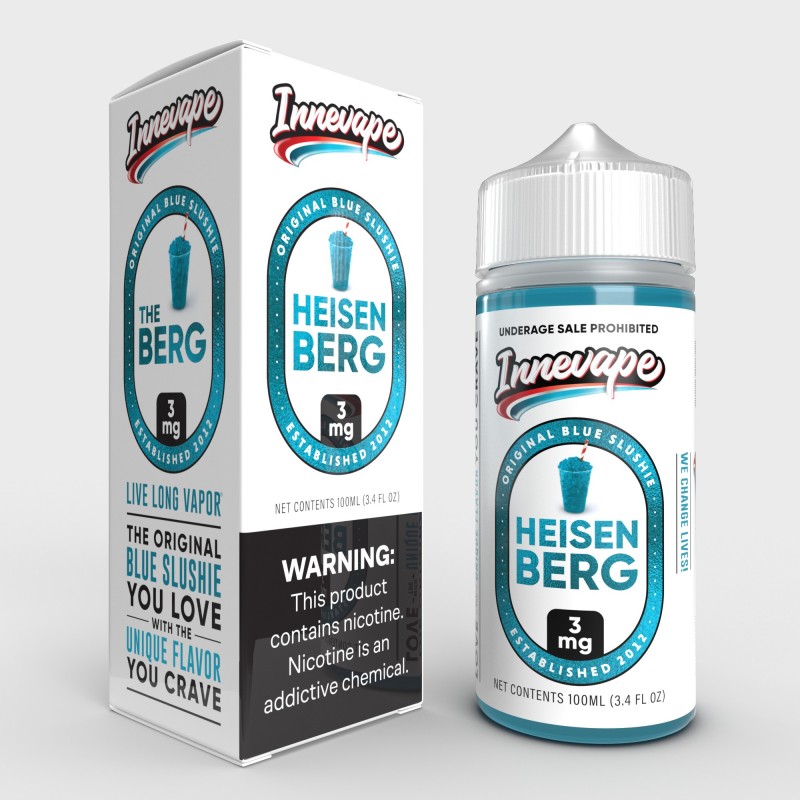 Innevape
ORIGINAL BLUE SLUSHIE
THE
BERG
3
mg
ESTABLISHED 2012
LIVE LONG VAPOR
THE ORIGINAL
BLUE SLUSHIE
YOU LOVE
WITH THE
UNIQUE FLAVOR
YOU CRAVE
Innevape
ORIGINAL BLUE SLUSHIE
HEISEN
BERG
3
mg
ESTABLISHED 2012
NET CONTENTS 100ML (3.4 FL OZ)
WARNING:
This product
contains nicotine.
Nicotine is an
addictive chemical.
UNDERAGE SALE PROHIBITED
Innevape
ORIGINAL BLUE SLUSHIE
HEISEN
BERG
3
mg
ESTABLISHED 2012
NET CONTENTS 100ML (3.4 FL OZ)
WE CHANGE LIVES!